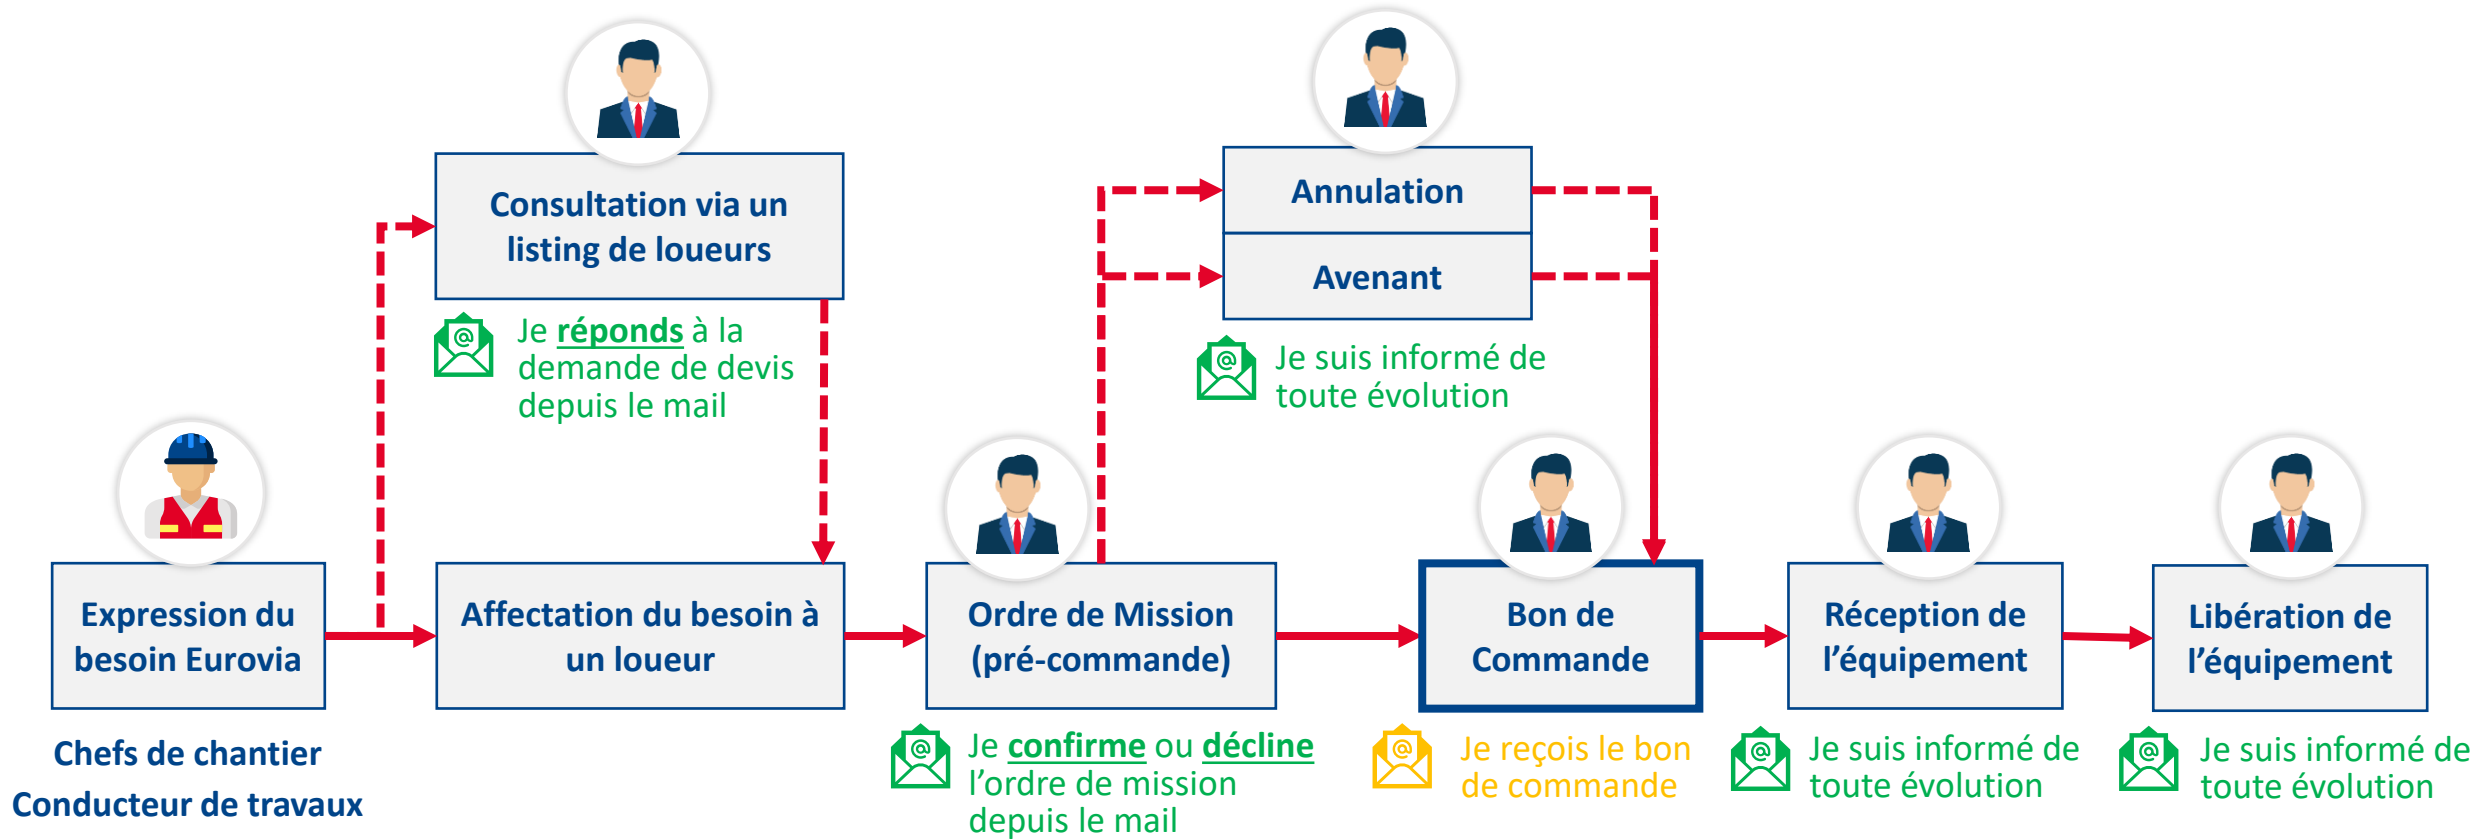 Consultation via un
listing de loueurs
Je réponds à la
demande de devis
depuis le mail
Annulation
Avenant
Je suis informé de
toute évolution
Expression du
besoin Eurovia
Chefs de chantier
Conducteur de travaux
Affectation du besoin à
un loueur
Ordre de Mission
(pré-commande)
Je confirme ou décline
l’ordre de mission
depuis le mail
Bon de
Commande
Je reçois le bon
de commande
Réception de
l’équipement
Je suis informé de
toute évolution
Libération de
l’équipement
Je suis informé de
toute évolution